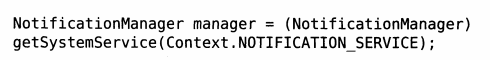 NotificationManager manager = (NotificationManager)
getSystemService(Context.NOTIFICATION_SERVICE);